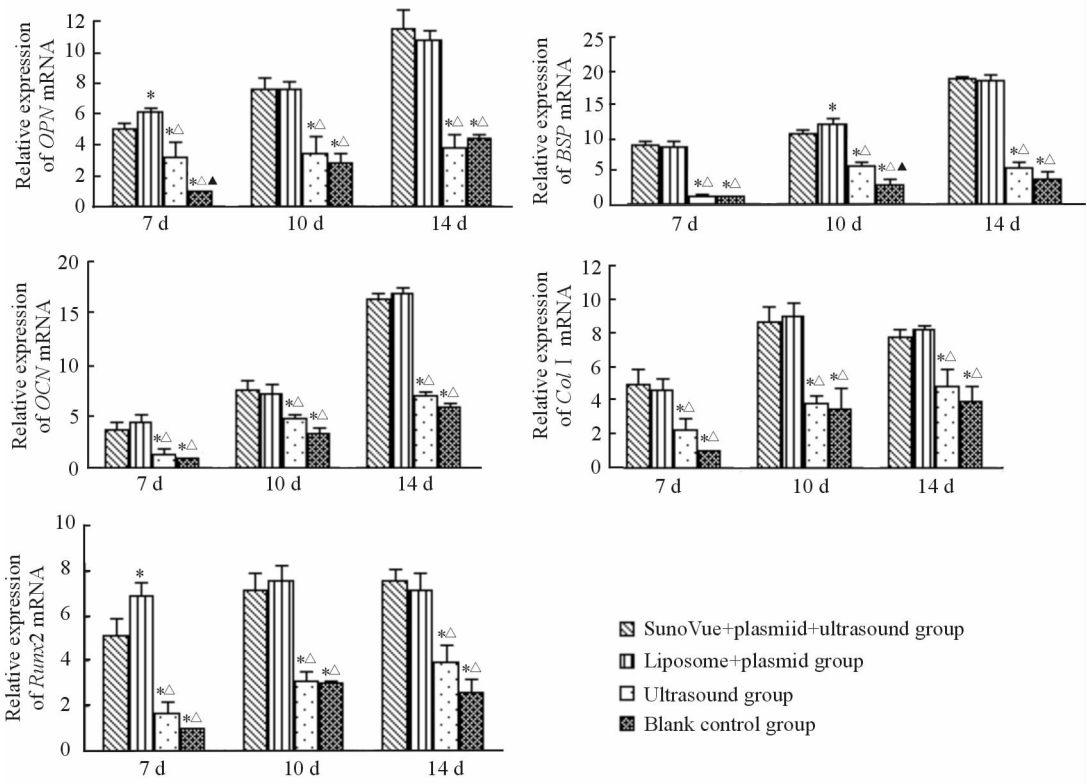 Relative expression
of OPN mRNA
12
10
8
6
4
2
0
*
*△
*△▲
*△
*△
*△
*△
7 d
10 d
14 d
Relative expression
of BSP mRNA
25
20
15
10
5
0
*△
*△
*
*△
*△▲
*△
*△
7 d
10 d
14 d
Relative expression
of OCN mRNA
20
15
10
5
0
*△
*△
*△
*△
*△
*△
7 d
10 d
14 d
Relative expression
of Col I mRNA
12
10
8
6
4
2
0
*△
*△
*△
*△
*△
*△
7 d
10 d
14 d
Relative expression
of Runx2 mRNA
10
8
6
4
2
0
*
*△
*△
*△
*△
*△
*△
7 d
10 d
14 d
SunoVue+plasmiid+ultrasound group
Liposome+plasmid group
Ultrasound group
Blank control group